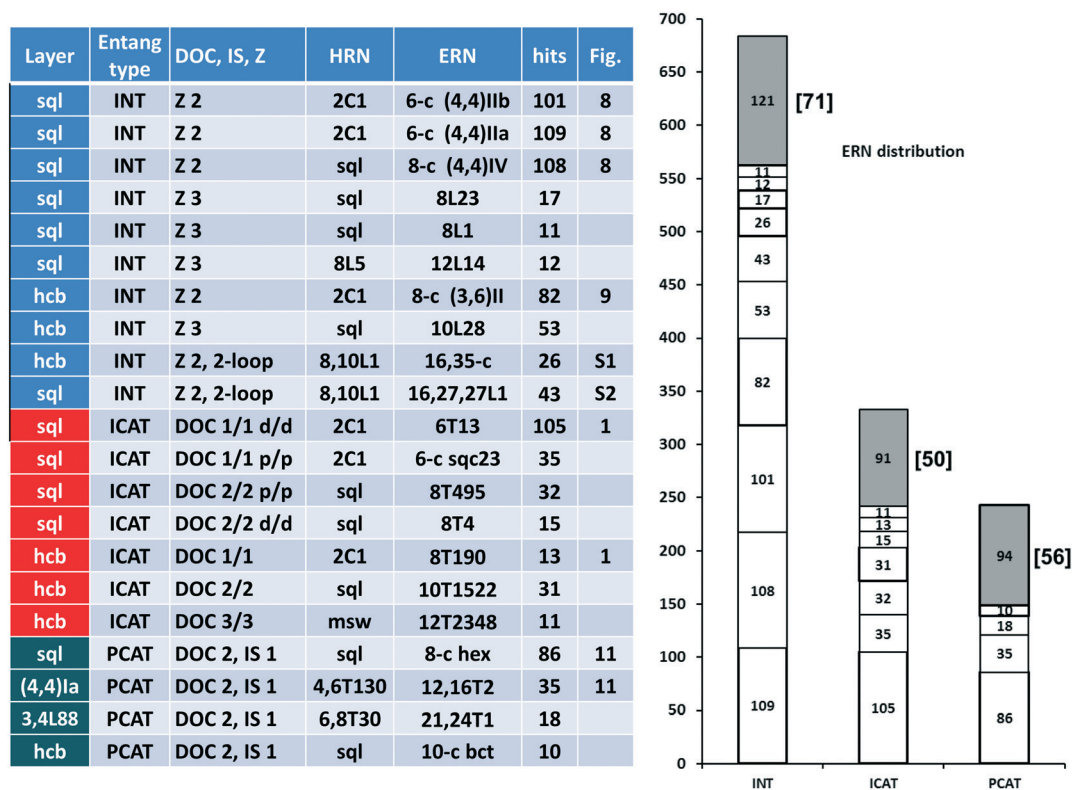 Layer Entang type DOC, IS, Z HRN ERN hits Fig.
sql INT Z 2 2C1 6-c (4,4)IIb 101 8
sql INT Z 2 2C1 6-c (4,4)IIa 109 8
sql INT Z 2 sql 8-c (4,4)IV 108 8
sql INT Z 3 sql 8L23 17
sql INT Z 3 sql 8L1 11
sql INT Z 3 8L5 12L14 12
hcb INT Z 2 2C1 8-c (3,6)II 82 9
hcb INT Z 3 sql 10L28 53
hcb INT Z 2, 2-loop 8,10L1 16,35-c 26 S1
sql INT Z 2, 2-loop 8,10L1 16,27,27L1 43 S2
sql ICAT DOC 1/1 d/d 2C1 6T13 105 1
sql ICAT DOC 1/1 p/p 2C1 6-c sqc23 35
sql ICAT DOC 2/2 p/p sql 8T495 32
sql ICAT DOC 2/2 d/d sql 8T4 15
hcb ICAT DOC 1/1 2C1 8T190 13 1
hcb ICAT DOC 2/2 sql 10T1522 31
hcb ICAT DOC 3/3 msw 12T2348 11
sql PCAT DOC 2, IS 1 sql 8-c hex 86 11
(4,4)Ia PCAT DOC 2, IS 1 4,6T130 12,16T2 35 11
3,4L88 PCAT DOC 2, IS 1 6,8T30 21,24T1 18
hcb PCAT DOC 2, IS 1 sql 10-c bct 10
700
650
600
550
500
450
400
350
300
250
200
150
100
50
0
ERN distribution
121 [71]
11
12
17
26
43
53
82
101
108
109
INT
91 [50]
11
13
15
31
32
35
105
ICAT
94 [56]
10
18
35
86
PCAT